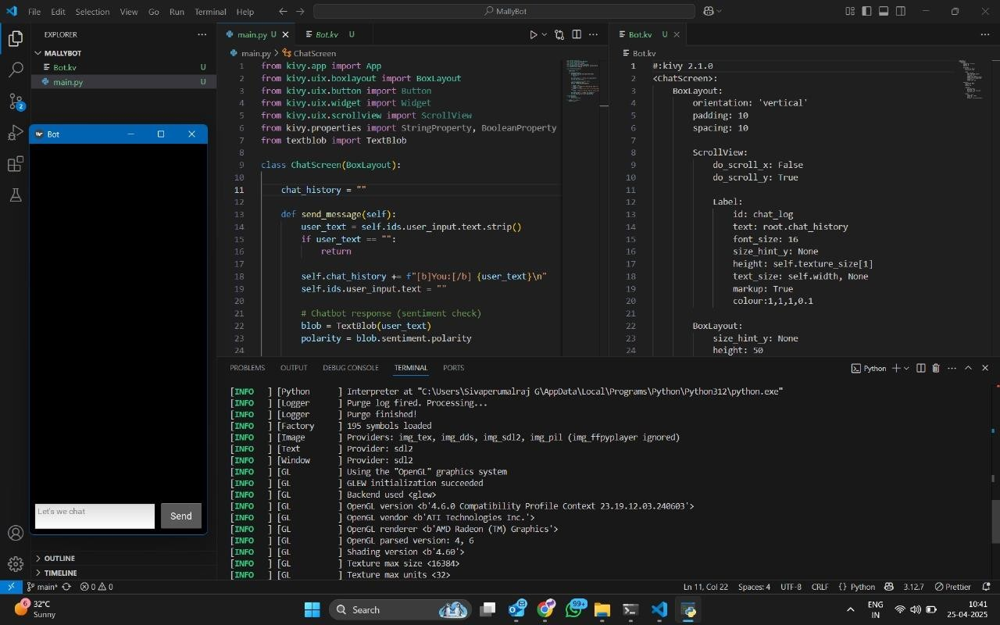 File Edit Selection View Go Run Terminal Help
MallyBot
EXPLORER
MALLYBOT
Bot.kv U
main.py U
2
Bot
Let's we chat
Send
OUTLINE
TIMELINE
main.py U
Bot.kv U
main.py > ChatScreen
1 from kivy.app import App
2 from kivy.uix.boxlayout import BoxLayout
3 from kivy.uix.button import Button
4 from kivy.uix.widget import Widget
5 from kivy.uix.scrollview import ScrollView
6 from kivy.properties import StringProperty, BooleanProperty
7 from textblob import TextBlob
8
9 class ChatScreen(BoxLayout):
10
11 chat_history = ""
12
13 def send_message(self):
14 user_text = self.ids.user_input.text.strip()
15 if user_text == "":
16 return
17
18 self.chat_history += f"[b]You:[/b] {user_text}\n"
19 self.ids.user_input.text = ""
20
21 # Chatbot response (sentiment check)
22 blob = TextBlob(user_text)
23 polarity = blob.sentiment.polarity
24
Bot.kv U
Bot.kv
1 #:kivy 2.1.0
2 <ChatScreen>:
3 BoxLayout:
4 orientation: 'vertical'
5 padding: 10
6 spacing: 10
7
8 ScrollView:
9 do_scroll_x: False
10 do_scroll_y: True
11
12 Label:
13 id: chat_log
14 text: root.chat_history
15 font_size: 16
16 size_hint_y: None
17 height: self.texture_size[1]
18 text_size: self.width, None
19 markup: True
20 colour:1,1,1,0.1
21
22 BoxLayout:
23 size_hint_y: None
24 height: 50
PROBLEMS OUTPUT DEBUG CONSOLE TERMINAL PORTS
Python
[INFO ] [Python ] Interpreter at "C:\Users\Sivaperumalraj G\AppData\Local\Programs\Python\Python312\python.exe"
[INFO ] [Logger ] Purge log fired. Processing...
[INFO ] [Logger ] Purge finished!
[INFO ] [Factory ] 195 symbols loaded
[INFO ] [Image ] Providers: img_tex, img_dds, img_sdl2, img_pil (img_ffpyplayer ignored)
[INFO ] [Text ] Provider: sdl2
[INFO ] [Window ] Provider: sdl2
[INFO ] [GL ] Using the "OpenGL" graphics system
[INFO ] [GL ] GLEW initialization succeeded
[INFO ] [GL ] Backend used <glew>
[INFO ] [GL ] OpenGL version <b'4.6.0 Compatibility Profile Context 23.19.12.03.240603'>
[INFO ] [GL ] OpenGL vendor <b'ATI Technologies Inc.'>
[INFO ] [GL ] OpenGL renderer <b'AMD Radeon (TM) Graphics'>
[INFO ] [GL ] OpenGL parsed version: 4, 6
[INFO ] [GL ] Shading version <b'4.60'>
[INFO ] [GL ] Texture max size <16384>
[INFO ] [GL ] Texture max units <32>
main* 0 0 Ln 11, Col 22 Spaces: 4 UTF-8 CRLF {} Python 3.12.7 Prettier
6
32°C
Sunny
Search
99+
ENG
IN
10:41
25-04-2025